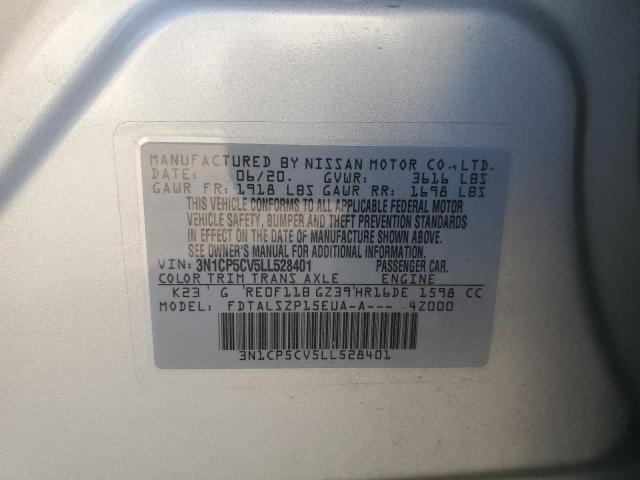 MANUFACTURED BY NISSAN MOTOR CO.,LTD.
DATE: 06/20. GVWR: 3616 LBS
GAWR FR: 1918 LBS GAWR RR: 1698 LBS
THIS VEHICLE CONFORMS TO ALL APPLICABLE FEDERAL MOTOR
VEHICLE SAFETY, BUMPER AND THEFT PREVENTION STANDARDS
IN EFFECT ON THE DATE OF MANUFACTURE SHOWN ABOVE.
SEE OWNER'S MANUAL FOR ADDITIONAL INFORMATION.
VIN: 3N1CP5CV5LL528401 PASSENGER CAR.
COLOR TRIM TRANS AXLE ENGINE
K23 G RE0F11B GZ39 HR16DE 1598 CC
MODEL: FDTALSZP15EUA-A--- 4Z000
3N1CP5CV5LL528401